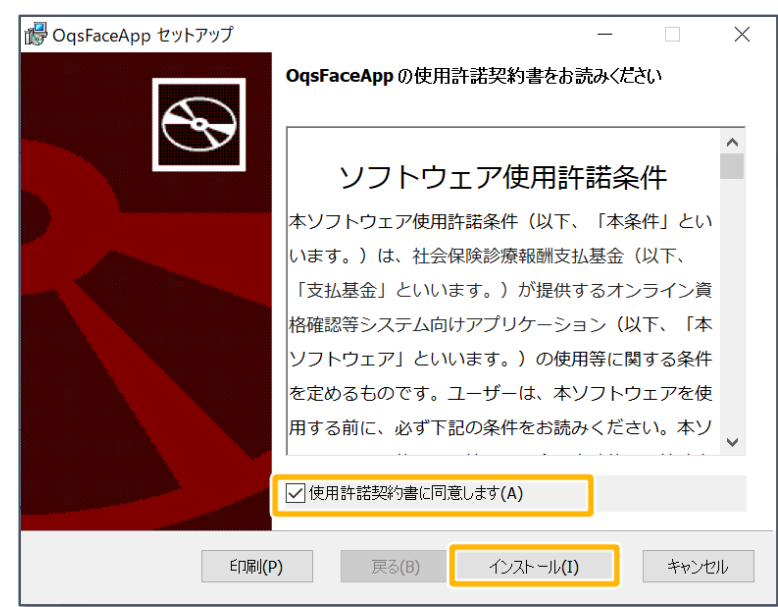 OqsFaceApp セットアップ
OqsFaceApp の使用許諾契約書をお読みください
ソフトウェア使用許諾条件
本ソフトウェア使用許諾条件（以下、「本条件」とい
います。）は、社会保険診療報酬支払基金（以下、
「支払基金」といいます。）が提供するオンライン資
格確認等システム向けアプリケーション（以下、「本
ソフトウェア」といいます。）の使用等に関する条件
を定めるものです。ユーザーは、本ソフトウェアを使
用する前に、必ず下記の条件をお読みください。本ソ
使用許諾契約書に同意します(A)
印刷(P)
戻る(B)
インストール(I)
キャンセル